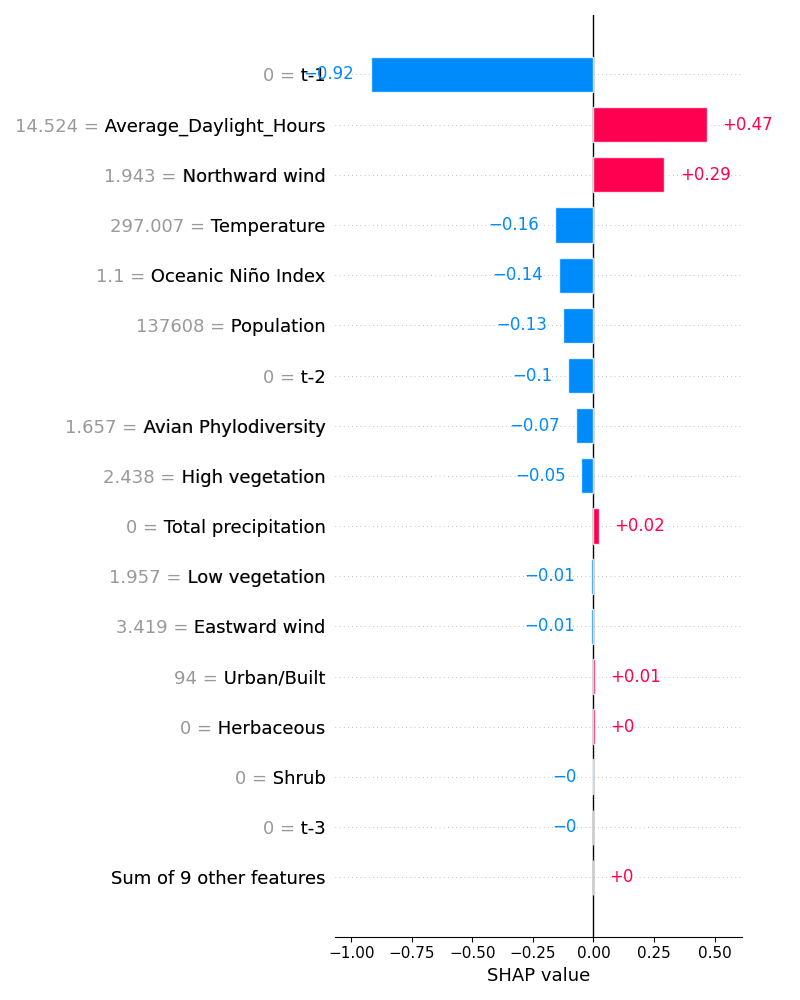 0 = t-1 −0.92
14.524 = Average_Daylight_Hours +0.47
1.943 = Northward wind +0.29
297.007 = Temperature −0.16
1.1 = Oceanic Niño Index −0.14
137608 = Population −0.13
0 = t-2 −0.1
1.657 = Avian Phylodiversity −0.07
2.438 = High vegetation −0.05
0 = Total precipitation +0.02
1.957 = Low vegetation −0.01
3.419 = Eastward wind −0.01
94 = Urban/Built +0.01
0 = Herbaceous +0
0 = Shrub −0
0 = t-3 −0
Sum of 9 other features +0
−1.00 −0.75 −0.50 −0.25 0.00 0.25 0.50
SHAP value